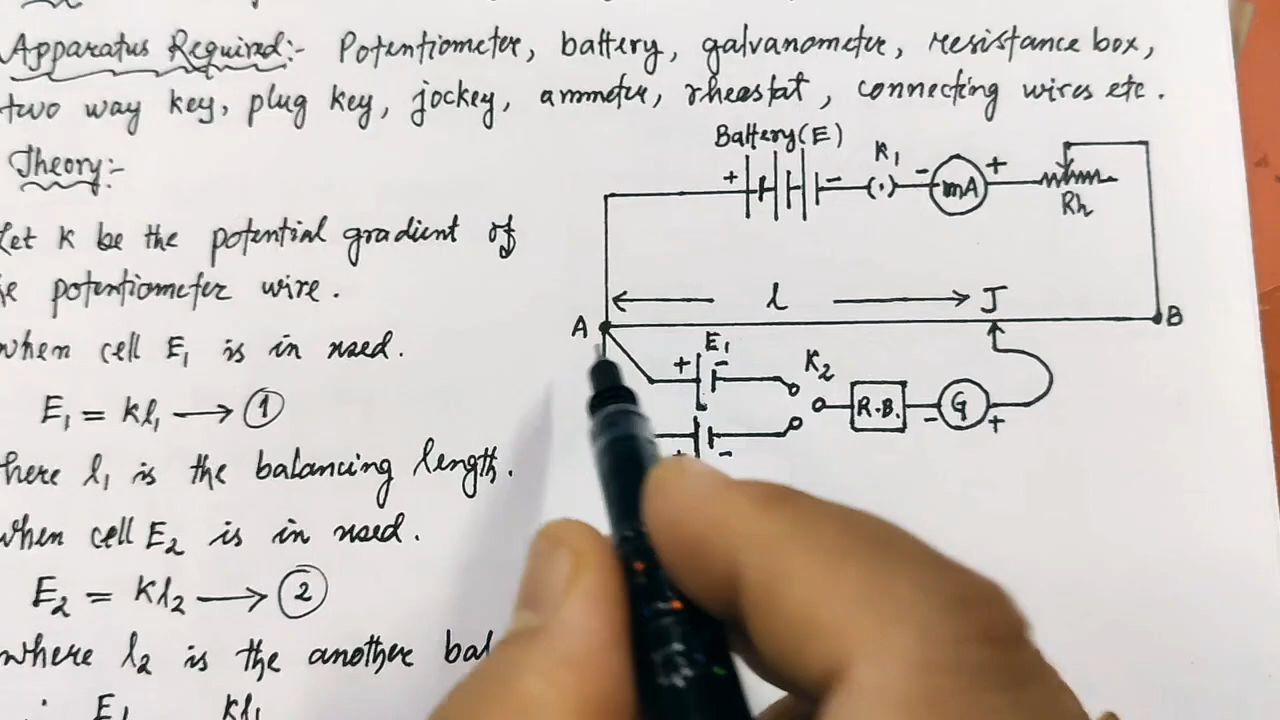 Apparatus Required:- Potentiometer, battery, galvanometer, resistance box,
two way key, plug key, jockey, ammeter, rheostat, connecting wires etc.
Theory:-
Let K be the potential gradient of
potentiometer wire.
when cell E₁ is in used.
E₁ = Kl₁ → ①
here l₁ is the balancing length.
when cell E₂ is in used.
E₂ = Kl₂ → ②
where l₂ is the another
E₁ Kl₁
Battery(E)
+ - K₁ - mA +
Rh
l J
A B
+ E₁ - K₂
R.B. - G +
+ -